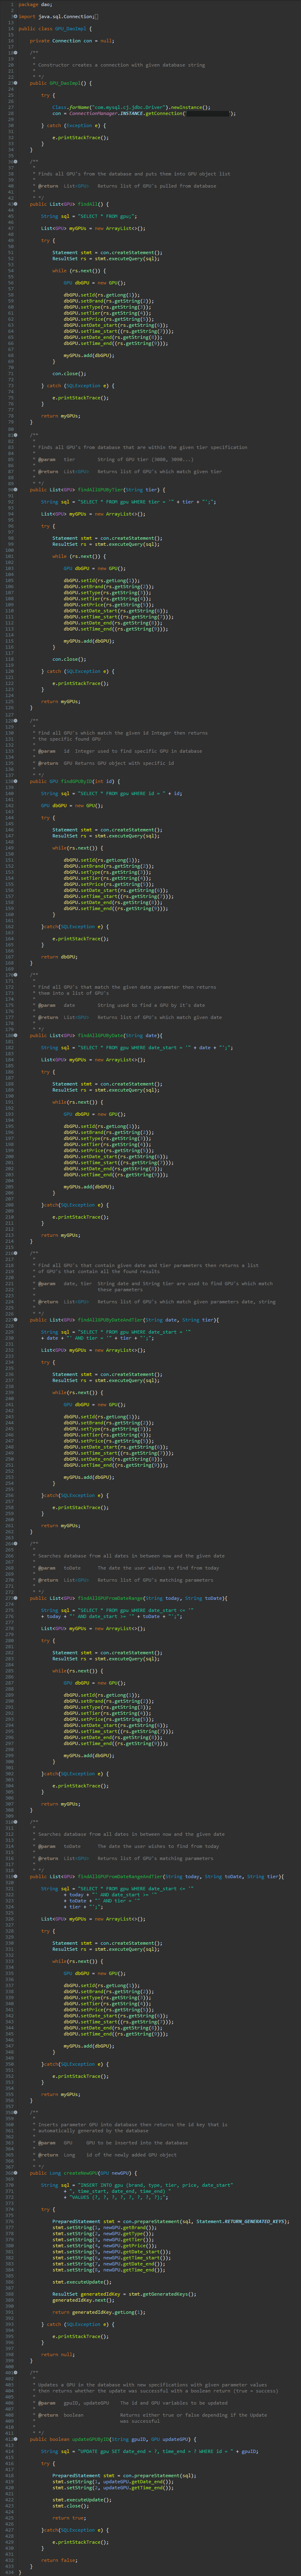 package dao;
import java.sql.Connection;
public class GPU_DaoImpl {
private Connection con = null;
/**
*
* Constructor creates a connection with given database string
*
* */
public GPU_DaoImpl() {
try {
Class.forName("com.mysql.cj.jdbc.Driver").newInstance();
con = ConnectionManager.INSTANCE.getConnection( );
} catch (Exception e) {
e.printStackTrace();
}
}
/**
*
* Finds all GPU's from the database and puts them into GPU object list
*
* @return List<GPU> Returns list of GPU's pulled from database
*
* */
public List<GPU> findAll() {
String sql = "SELECT * FROM gpu;";
List<GPU> myGPUs = new ArrayList<>();
try {
Statement stmt = con.createStatement();
ResultSet rs = stmt.executeQuery(sql);
while (rs.next()) {
GPU dbGPU = new GPU();
dbGPU.setId(rs.getLong(1));
dbGPU.setBrand(rs.getString(2));
dbGPU.setType(rs.getString(3));
dbGPU.setTier(rs.getString(4));
dbGPU.setPrice(rs.getString(5));
dbGPU.setDate_start(rs.getString(6));
dbGPU.setTime_start((rs.getString(7)));
dbGPU.setDate_end(rs.getString(8));
dbGPU.setTime_end((rs.getString(9)));
myGPUs.add(dbGPU);
}
con.close();
} catch (SQLException e) {
e.printStackTrace();
}
return myGPUs;
}
/**
*
* Finds all GPU's from database that are within the given tier specification
*
* @param tier String of GPU tier (3080, 3090...)
*
* @return List<GPU> Returns list of GPU's which match given tier
*
* */
public List<GPU> findAllGPUByTier(String tier) {
String sql = "SELECT * FROM gpu WHERE tier = '" + tier + "';";
List<GPU> myGPUs = new ArrayList<>();
try {
Statement stmt = con.createStatement();
ResultSet rs = stmt.executeQuery(sql);
while (rs.next()) {
GPU dbGPU = new GPU();
dbGPU.setId(rs.getLong(1));
dbGPU.setBrand(rs.getString(2));
dbGPU.setType(rs.getString(3));
dbGPU.setTier(rs.getString(4));
dbGPU.setPrice(rs.getString(5));
dbGPU.setDate_start(rs.getString(6));
dbGPU.setTime_start((rs.getString(7)));
dbGPU.setDate_end(rs.getString(8));
dbGPU.setTime_end((rs.getString(9)));
myGPUs.add(dbGPU);
}
con.close();
} catch (SQLException e) {
e.printStackTrace();
}
return myGPUs;
}
/**
*
* Find all GPU's which match the given id Integer then returns
* the specific found GPU
*
* @param id Integer used to find specific GPU in database
*
* @return GPU Returns GPU object with specific id
*
* */
public GPU findGPUByID(int id) {
String sql = "SELECT * FROM gpu WHERE id = " + id;
GPU dbGPU = new GPU();
try {
Statement stmt = con.createStatement();
ResultSet rs = stmt.executeQuery(sql);
while(rs.next()) {
dbGPU.setId(rs.getLong(1));
dbGPU.setBrand(rs.getString(2));
dbGPU.setType(rs.getString(3));
dbGPU.setTier(rs.getString(4));
dbGPU.setPrice(rs.getString(5));
dbGPU.setDate_start(rs.getString(6));
dbGPU.setTime_start((rs.getString(7)));
dbGPU.setDate_end(rs.getString(8));
dbGPU.setTime_end((rs.getString(9)));
}
}catch(SQLException e) {
e.printStackTrace();
}
return dbGPU;
}
/**
*
* Find all GPU's that match the given date parameter then returns
* them into a list of GPU's
*
* @param date String used to find a GPU by it's date
*
* @return List<GPU> Returns list of GPU's which match given date
*
* */
public List<GPU> findAllGPUByDate(String date){
String sql = "SELECT * FROM gpu WHERE date_start = '" + date + "';";
List<GPU> myGPUs = new ArrayList<>();
try {
Statement stmt = con.createStatement();
ResultSet rs = stmt.executeQuery(sql);
while(rs.next()) {
GPU dbGPU = new GPU();
dbGPU.setId(rs.getLong(1));
dbGPU.setBrand(rs.getString(2));
dbGPU.setType(rs.getString(3));
dbGPU.setTier(rs.getString(4));
dbGPU.setPrice(rs.getString(5));
dbGPU.setDate_start(rs.getString(6));
dbGPU.setTime_start((rs.getString(7)));
dbGPU.setDate_end(rs.getString(8));
dbGPU.setTime_end((rs.getString(9)));
myGPUs.add(dbGPU);
}
}catch(SQLException e) {
e.printStackTrace();
}
return myGPUs;
}
/**
*
* find all GPU's that contain given date and tier parameters then returns a list
* of GPU's that contain all the found results
*
* @param date, tier String date and String tier are used to find GPU's which match
* these parameters
*
* @return List<GPU> Returns list of GPU's which match given parameters date, string
*
* */
public List<GPU> findAllGPUByDateAndTier(String date, String tier){
String sql = "SELECT * FROM gpu WHERE date_start = '"
+ date + "' AND tier = '" + tier + "';";
List<GPU> myGPUs = new ArrayList<>();
try {
Statement stmt = con.createStatement();
ResultSet rs = stmt.executeQuery(sql);
while(rs.next()) {
GPU dbGPU = new GPU();
dbGPU.setId(rs.getLong(1));
dbGPU.setBrand(rs.getString(2));
dbGPU.setType(rs.getString(3));
dbGPU.setTier(rs.getString(4));
dbGPU.setPrice(rs.getString(5));
dbGPU.setDate_start(rs.getString(6));
dbGPU.setTime_start((rs.getString(7)));
dbGPU.setDate_end(rs.getString(8));
dbGPU.setTime_end((rs.getString(9)));
myGPUs.add(dbGPU);
}
}catch(SQLException e) {
e.printStackTrace();
}
return myGPUs;
}
/**
*
* Searches database from all dates in between now and the given date
*
* @param toDate The date the user wishes to find from today
*
* @return List<GPU> Returns list of GPU's matching parameters
*
* */
public List<GPU> findAllGPUFromDateRange(String today, String toDate){
String sql = "SELECT * FROM gpu WHERE date_start <= '"
+ today + "' AND date_start >= '" + toDate + "';";
List<GPU> myGPUs = new ArrayList<>();
try {
Statement stmt = con.createStatement();
ResultSet rs = stmt.executeQuery(sql);
while(rs.next()) {
GPU dbGPU = new GPU();
dbGPU.setId(rs.getLong(1));
dbGPU.setBrand(rs.getString(2));
dbGPU.setType(rs.getString(3));
dbGPU.setTier(rs.getString(4));
dbGPU.setPrice(rs.getString(5));
dbGPU.setDate_start(rs.getString(6));
dbGPU.setTime_start((rs.getString(7)));
dbGPU.setDate_end(rs.getString(8));
dbGPU.setTime_end((rs.getString(9)));
myGPUs.add(dbGPU);
}
}catch(SQLException e) {
e.printStackTrace();
}
return myGPUs;
}
/**
*
* Searches database from all dates in between now and the given date
*
* @param toDate The date the user wishes to find from today
*
* @return List<GPU> Returns list of GPU's matching parameters
*
* */
public List<GPU> findAllGPUFromDateRangeAndTier(String today, String toDate, String tier){
String sql = "SELECT * FROM gpu WHERE date_start <= '"
+ today + "' AND date_start >= '"
+ toDate + "' AND tier = '"
+ tier + "';";
List<GPU> myGPUs = new ArrayList<>();
try {
Statement stmt = con.createStatement();
ResultSet rs = stmt.executeQuery(sql);
while(rs.next()) {
GPU dbGPU = new GPU();
dbGPU.setId(rs.getLong(1));
dbGPU.setBrand(rs.getString(2));
dbGPU.setType(rs.getString(3));
dbGPU.setTier(rs.getString(4));
dbGPU.setPrice(rs.getString(5));
dbGPU.setDate_start(rs.getString(6));
dbGPU.setTime_start((rs.getString(7)));
dbGPU.setDate_end(rs.getString(8));
dbGPU.setTime_end((rs.getString(9)));
myGPUs.add(dbGPU);
}
}catch(SQLException e) {
e.printStackTrace();
}
return myGPUs;
}
/**
*
* Inserts parameter GPU into database then returns the id key that is
* automatically generated by the database
*
* @param GPU GPU to be inserted into the database
*
* @return Long id of the newly added GPU object
*
* */
public Long createNewGPU(GPU newGPU) {
String sql = "INSERT INTO gpu (brand, type, tier, price, date_start"
+ ", time_start, date_end, time_end) "
+ "VALUES (?, ?, ?, ?, ?, ?, ?, ?);";
try {
PreparedStatement stmt = con.prepareStatement(sql, Statement.RETURN_GENERATED_KEYS);
stmt.setString(1, newGPU.getBrand());
stmt.setString(2, newGPU.getType());
stmt.setString(3, newGPU.getTier());
stmt.setString(4, newGPU.getPrice());
stmt.setString(5, newGPU.getDate_start());
stmt.setString(6, newGPU.getTime_start());
stmt.setString(7, newGPU.getDate_end());
stmt.setString(8, newGPU.getTime_end());
stmt.executeUpdate();
ResultSet generatedIdKey = stmt.getGeneratedKeys();
generatedIdKey.next();
return generatedIdKey.getLong(1);
} catch (SQLException e) {
e.printStackTrace();
}
return null;
}
/**
*
* Updates a GPU in the database with new specifications with given parameter values
* then returns whether the update was successful with a boolean return (true = success)
*
* @param gpuID, updateGPU The id and GPU variables to be updated
*
* @return boolean Returns either true or false depending if the Update
* was successful
*
* */
public boolean updateGPUByID(String gpuID, GPU updateGPU) {
String sql = "UPDATE gpu SET date_end = ?, time_end = ? WHERE id = " + gpuID;
try {
PreparedStatement stmt = con.prepareStatement(sql);
stmt.setString(1, updateGPU.getDate_end());
stmt.setString(2, updateGPU.getTime_end());
stmt.executeUpdate();
stmt.close();
return true;
}catch(SQLException e) {
e.printStackTrace();
}
return false;
}
}